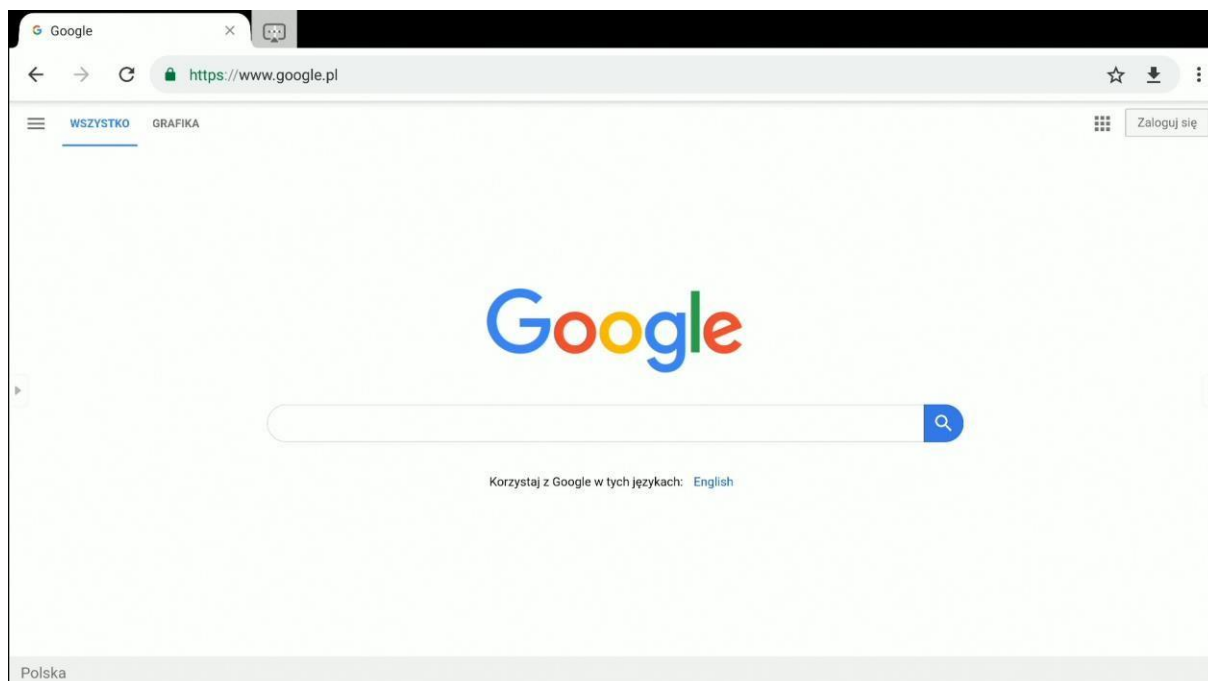 Google
https://www.google.pl
WSZYSTKO GRAFIKA
Zaloguj się
Google
Korzystaj z Google w tych językach: English
Polska